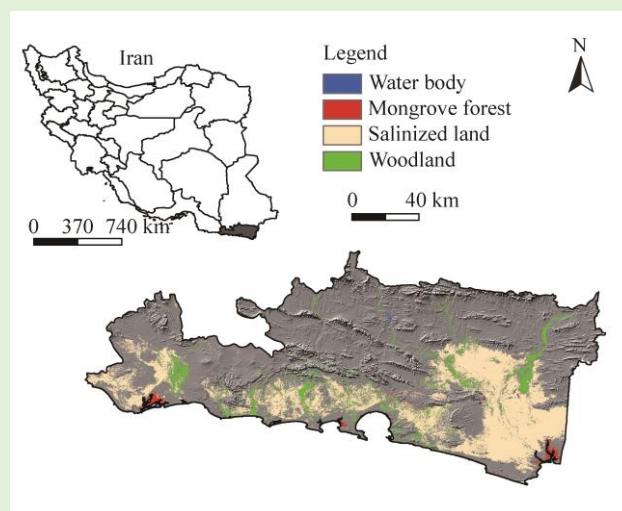 Iran
Legend
Water body
Mongrove forest
Salinized land
Woodland
N
0 40 km
0 370 740 km